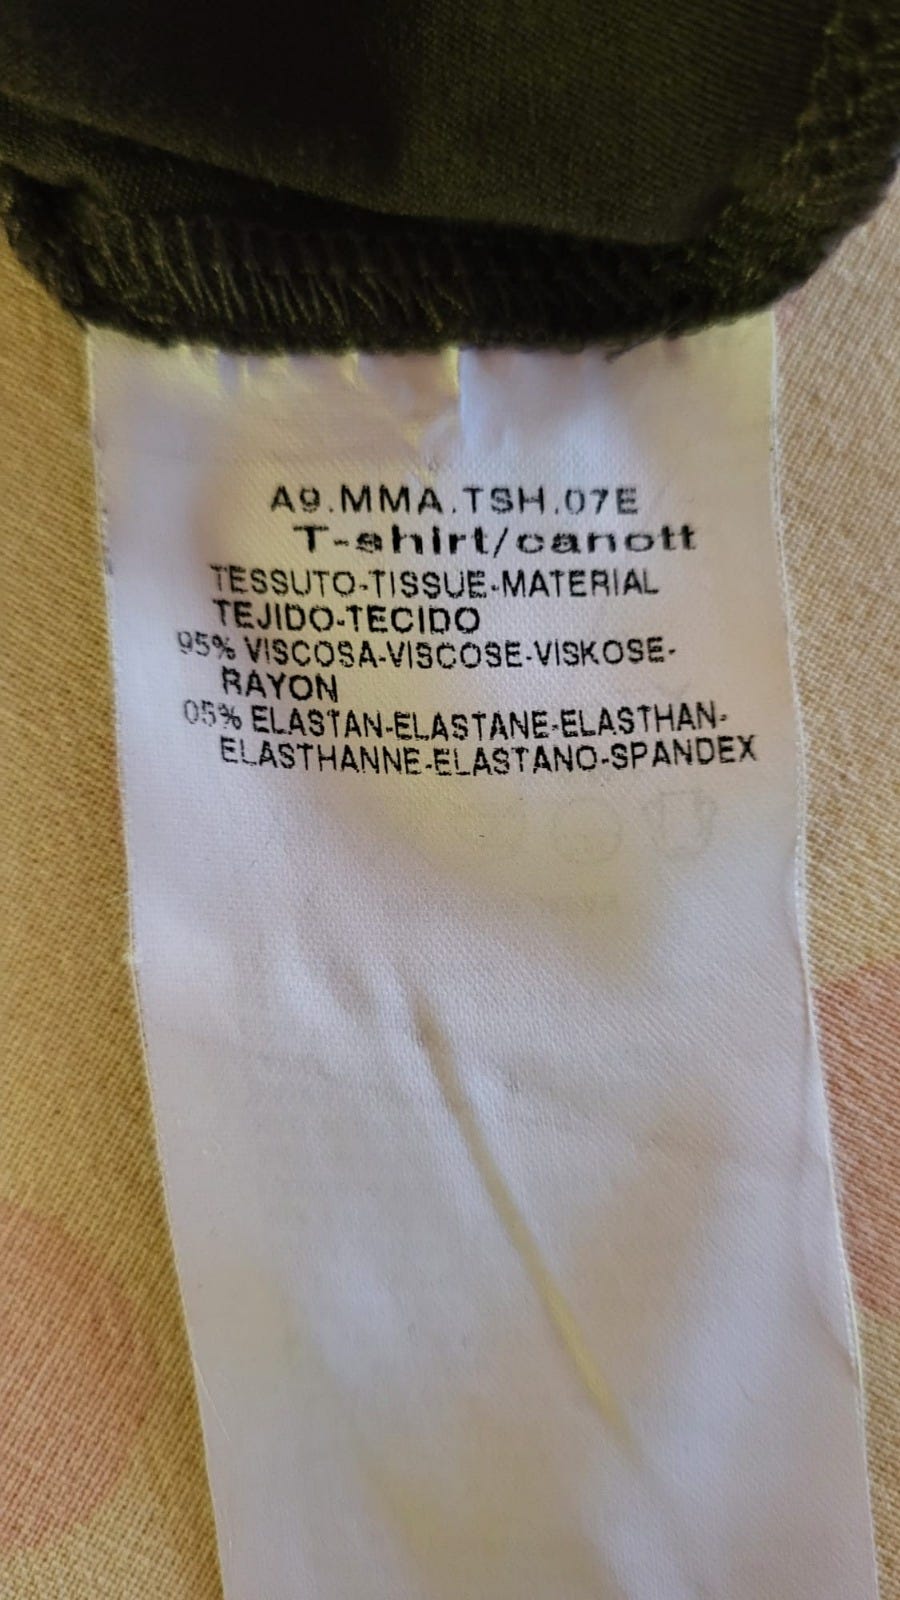 A9.MMA.TSH.07E
T-shirt/canott
TESSUTO-TISSUE-MATERIAL
TEJIDO-TECIDO
95% VISCOSA-VISCOSE-VISKOSE-
RAYON
05% ELASTAN-ELASTANE-ELASTHAN-
ELASTHANNE-ELASTANO-SPANDEX